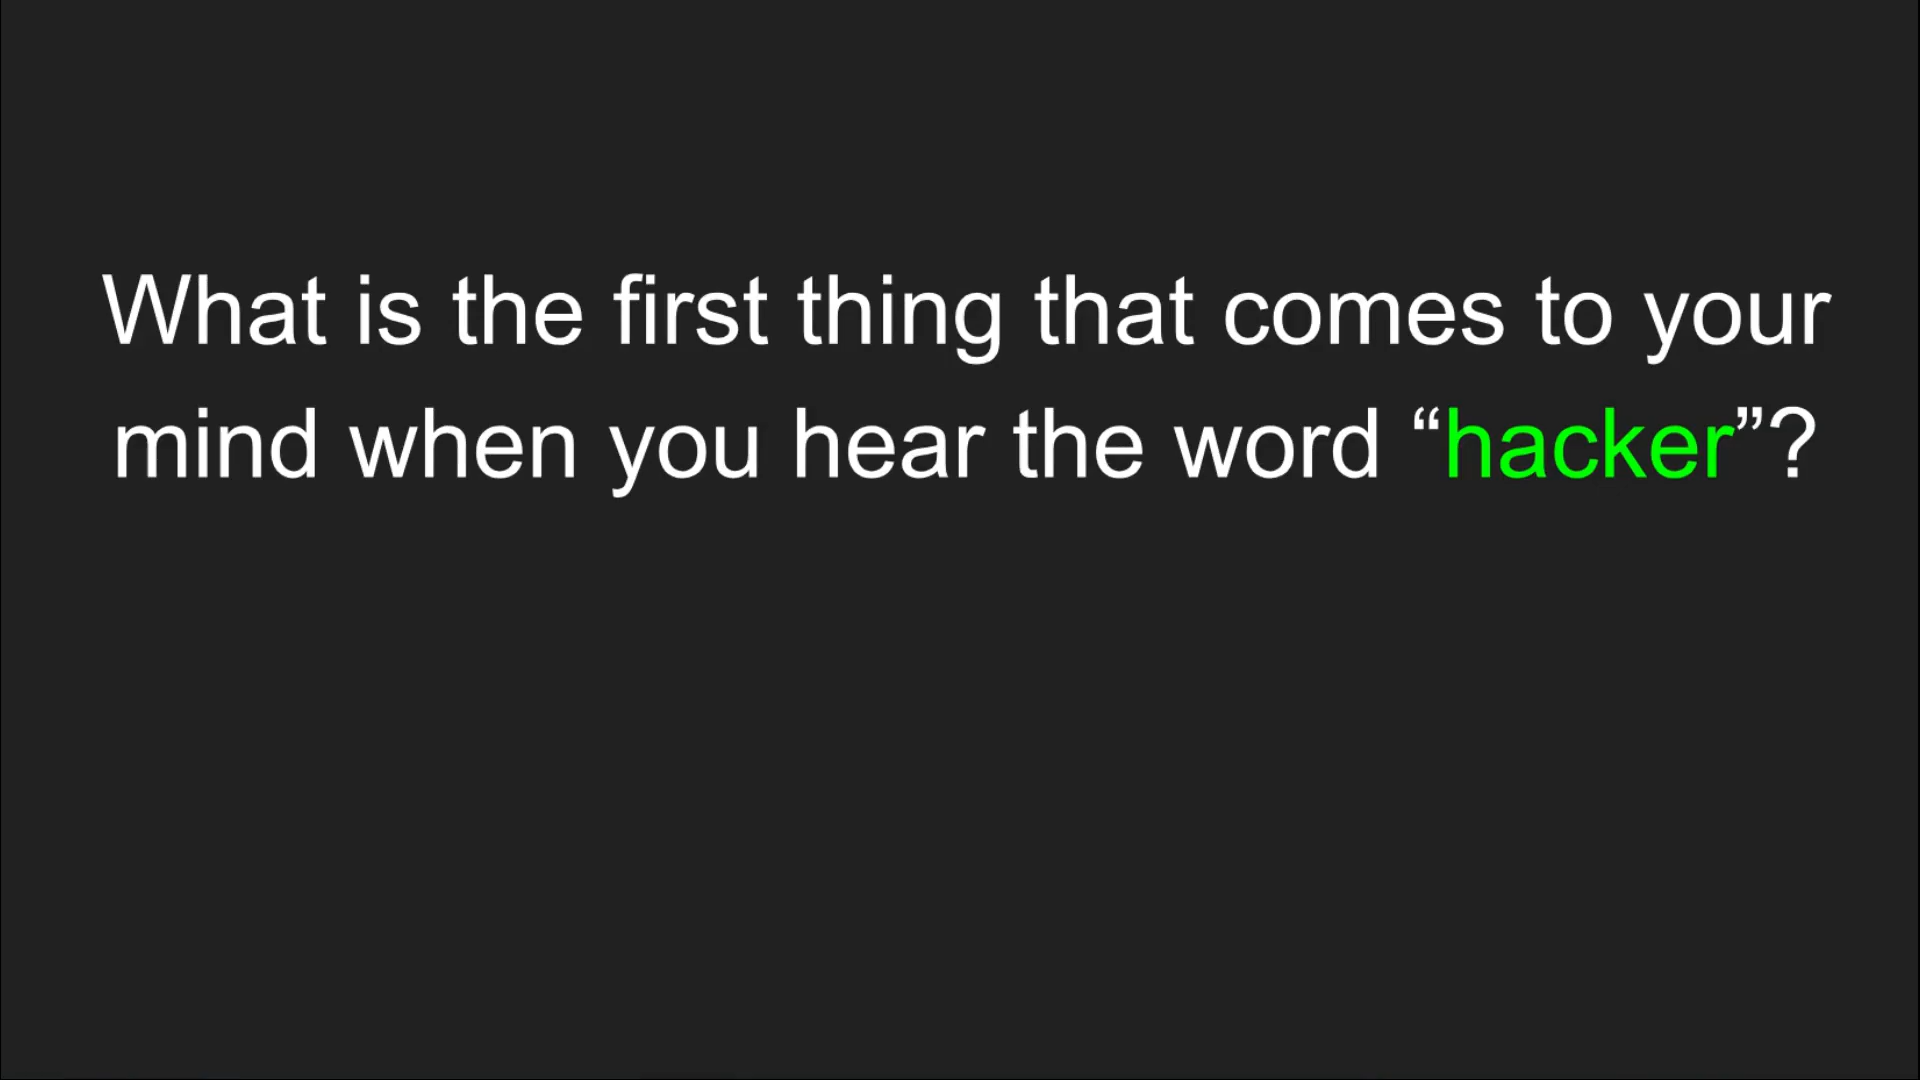 What is the first thing that comes to your
mind when you hear the word “hacker”?